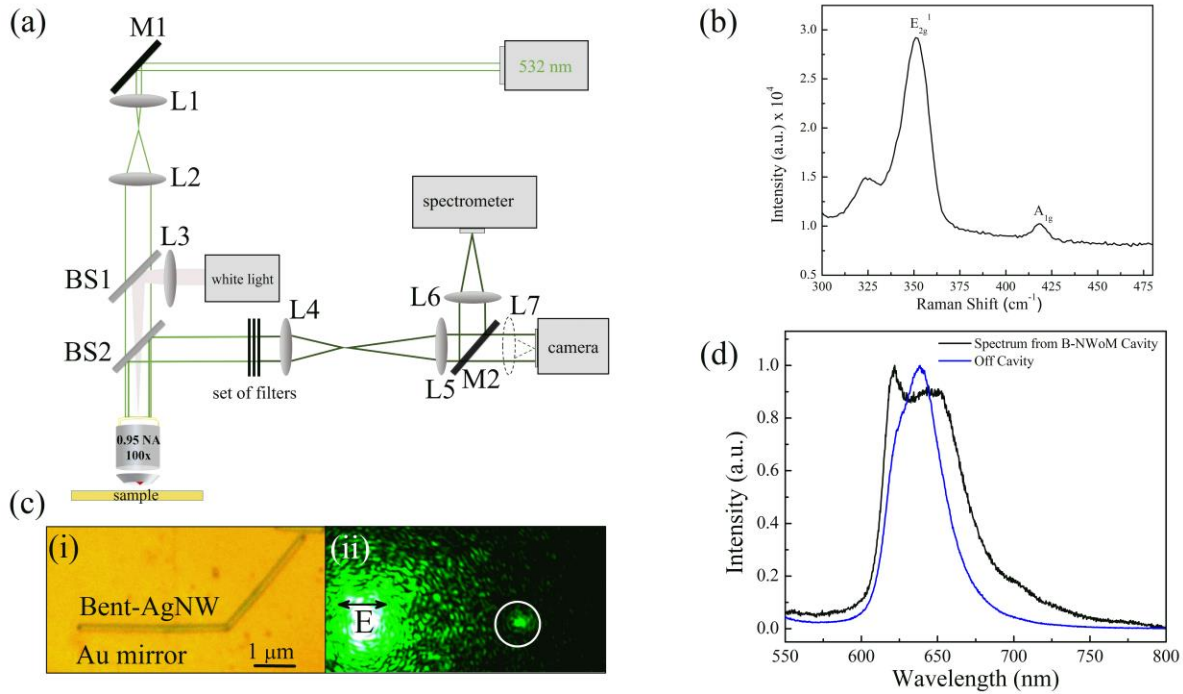 (a)
M1
532 nm
L1
L2
spectrometer
L3
BS1
white light
L6
L7
L4
BS2
camera
set of filters
L5
M2
0.95 NA
100x
sample
(b)
E2g1
A1g
Intensity (a.u.) x 10⁴
3.0
2.5
2.0
1.5
1.0
0.5
300 325 350 375 400 425 450 475
Raman Shift (cm⁻¹)
(c)
(i)
Bent-AgNW
Au mirror
1 μm
(ii)
E
(d)
Spectrum from B-NWoM Cavity
Off Cavity
Intensity (a.u.)
1.0
0.8
0.6
0.4
0.2
0.0
550 600 650 700 750 800
Wavelength (nm)